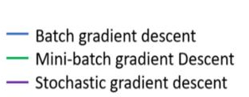 Batch gradient descent
Mini-batch gradient Descent
Stochastic gradient descent